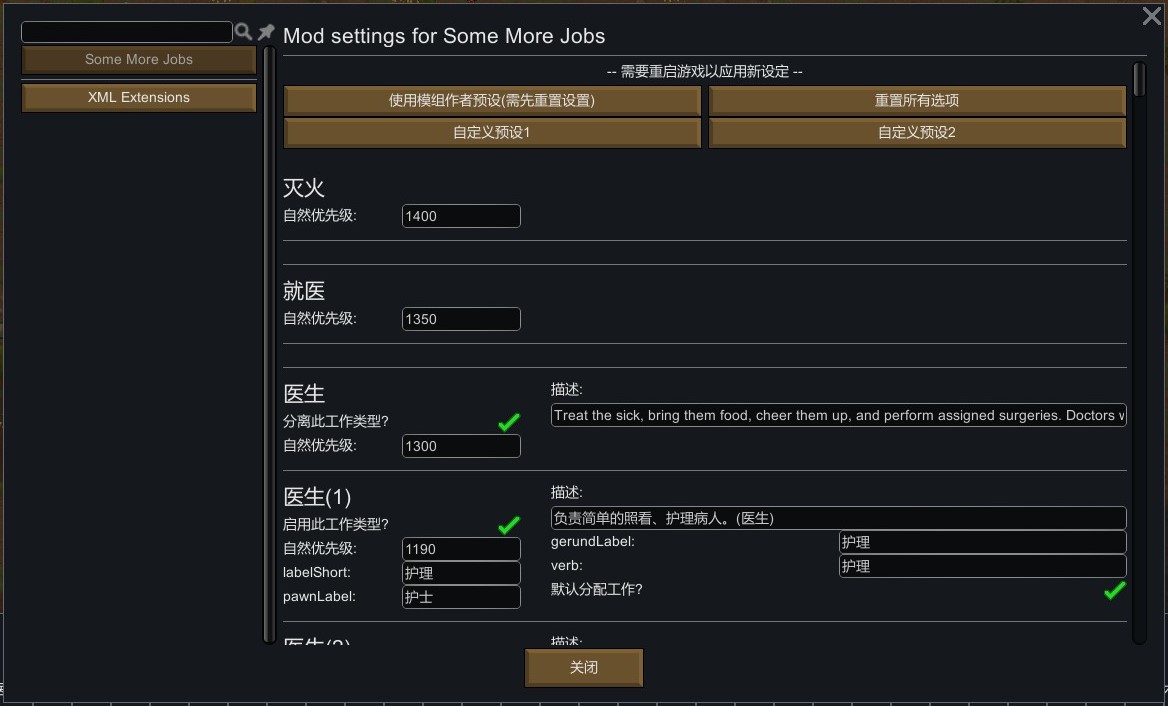 Mod settings for Some More Jobs
Some More Jobs
XML Extensions
-- 需要重启游戏以应用新设定 --
使用模组作者预设(需先重置设置)
重置所有选项
自定义预设1
自定义预设2
灭火
自然优先级:
1400
就医
自然优先级:
1350
医生
描述:
分离此工作类型?
Treat the sick, bring them food, cheer them up, and perform assigned surgeries. Doctors w
自然优先级:
1300
医生(1)
描述:
启用此工作类型?
负责简单的照看、护理病人。(医生)
自然优先级:
1190
gerundLabel:
护理
labelShort:
护理
verb:
护理
pawnLabel:
护士
默认分配工作?
医生(2)
描述:
关闭